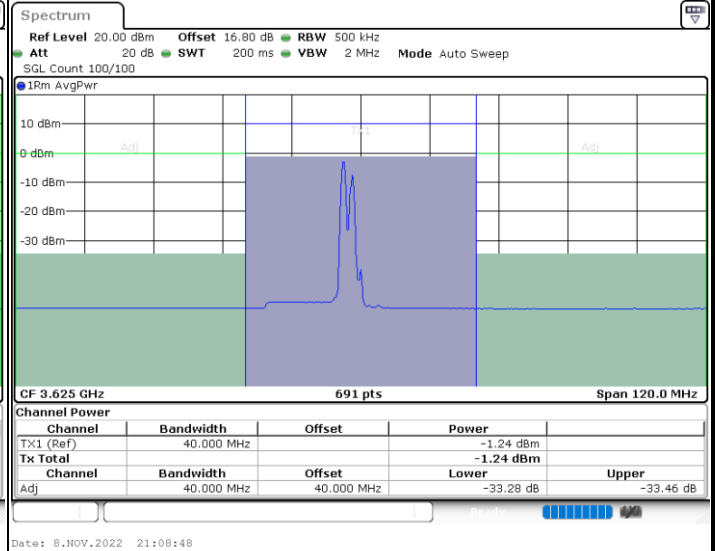 Spectrum
Ref Level 20.00 dBm Offset 16.80 dB RBW 500 kHz
Att 20 dB SWT 200 ms VBW 2 MHz Mode Auto Sweep
SGL Count 100/100
1Rm AvgPwr
10 dBm
TX1
Adj
Adj
0 dBm
-10 dBm
-20 dBm
-30 dBm
CF 3.625 GHz 691 pts Span 120.0 MHz
Channel Power
Channel Bandwidth Offset Power
TX1 (Ref) 40.000 MHz -1.24 dBm
Tx Total -1.24 dBm
Channel Bandwidth Offset Lower Upper
Adj 40.000 MHz 40.000 MHz -33.28 dB -33.46 dB
Ready
Date: 8.NOV.2022 21:08:48